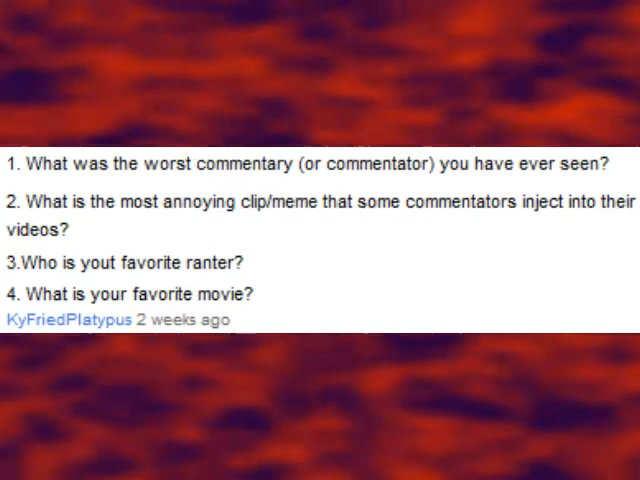 1. What was the worst commentary (or commentator) you have ever seen?
2. What is the most annoying clip/meme that some commentators inject into their
videos?
3.Who is yout favorite ranter?
4. What is your favorite movie?
KyFriedPlatypus 2 weeks ago